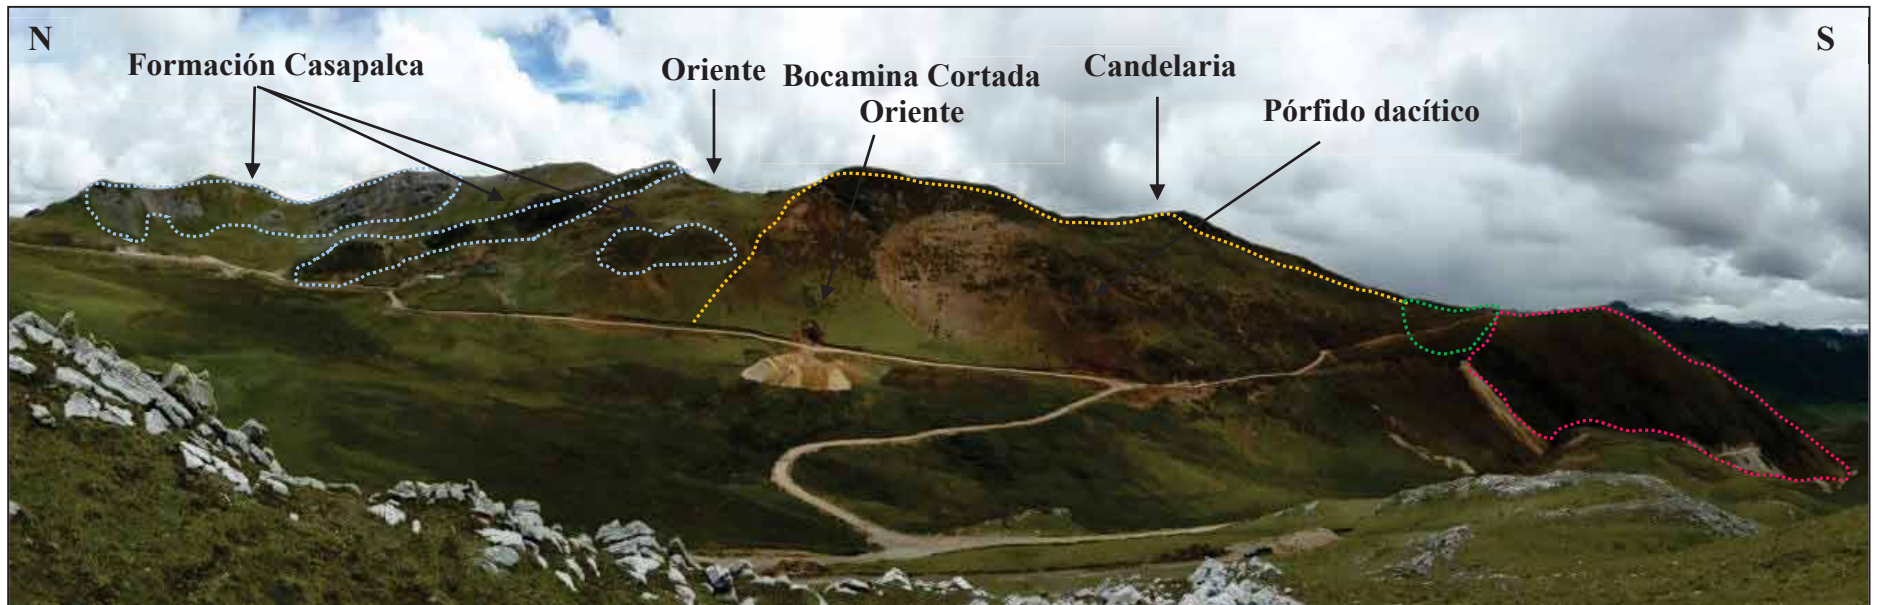 N
S
Formación Casapalca
Oriente
Bocamina Cortada
Oriente
Candelaria
Pórfido dacítico